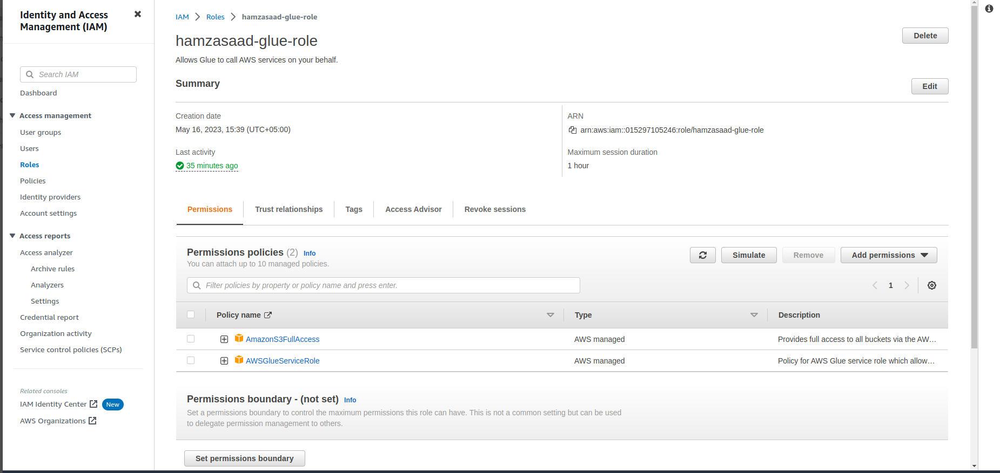 Identity and Access
Management (IAM)
Search IAM
Dashboard
Access management
User groups
Users
Roles
Policies
Identity providers
Account settings
Access reports
Access analyzer
Archive rules
Analyzers
Settings
Credential report
Organization activity
Service control policies (SCPs)
Related consoles
IAM Identity Center New
AWS Organizations
IAM Roles hamzasaad-glue-role
hamzasaad-glue-role
Delete
Allows Glue to call AWS services on your behalf.
Summary
Edit
Creation date
May 16, 2023, 15:39 (UTC+05:00)
Last activity
35 minutes ago
ARN
arn:aws:iam::015297105246:role/hamzasaad-glue-role
Maximum session duration
1 hour
Permissions Trust relationships Tags Access Advisor Revoke sessions
Permissions policies (2) Info
You can attach up to 10 managed policies.
Simulate Remove Add permissions
Filter policies by property or policy name and press enter.
1
Policy name Type Description
AmazonS3FullAccess AWS managed Provides full access to all buckets via the AW…
AWSGlueServiceRole AWS managed Policy for AWS Glue service role which allow…
Permissions boundary - (not set) Info
Set a permissions boundary to control the maximum permissions this role can have. This is not a common setting but can be used
to delegate permission management to others.
Set permissions boundary